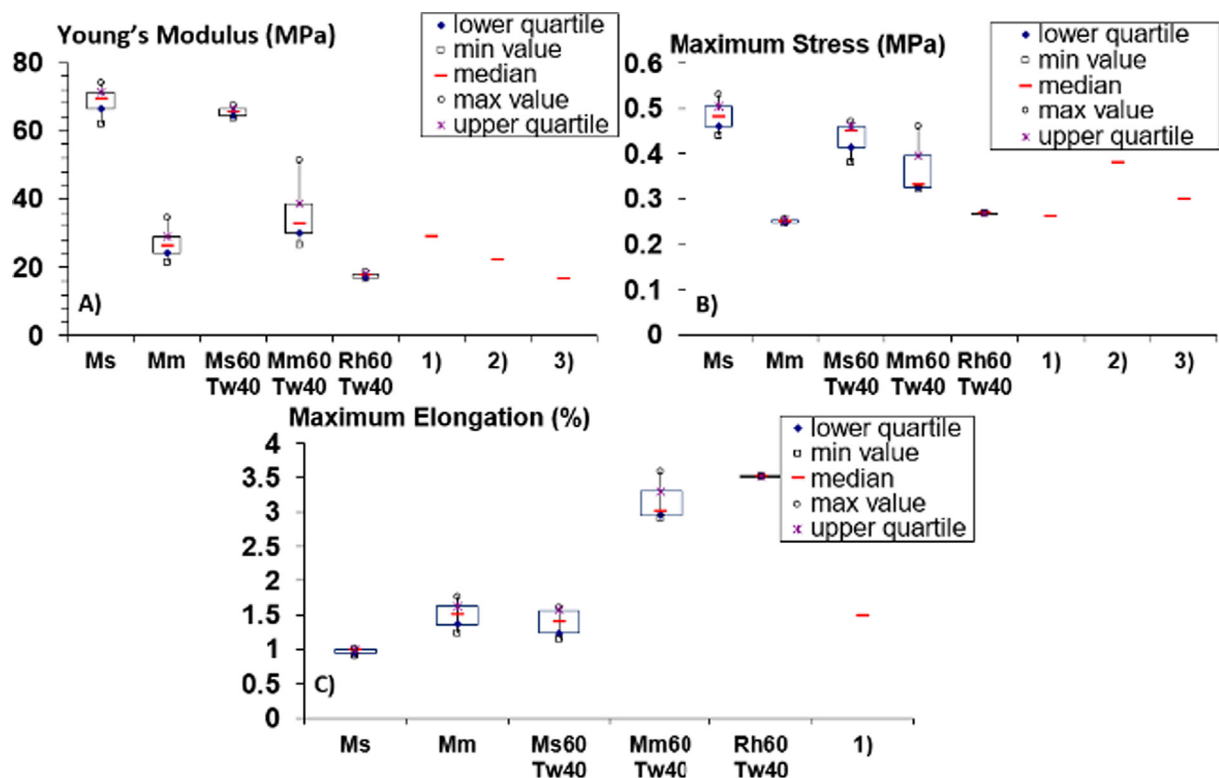 Young's Modulus (MPa)
lower quartile
min value
median
max value
upper quartile
80
60
40
20
0
A)
Ms
Mm
Ms60
Tw40
Mm60
Tw40
Rh60
Tw40
1)
2)
3)
Maximum Stress (MPa)
lower quartile
min value
median
max value
upper quartile
0.6
0.5
0.4
0.3
0.2
0.1
0
B)
Ms
Mm
Ms60
Tw40
Mm60
Tw40
Rh60
Tw40
1)
2)
3)
Maximum Elongation (%)
lower quartile
min value
median
max value
upper quartile
4
3.5
3
2.5
2
1.5
1
0.5
0
C)
Ms
Mm
Ms60
Tw40
Mm60
Tw40
Rh60
Tw40
1)